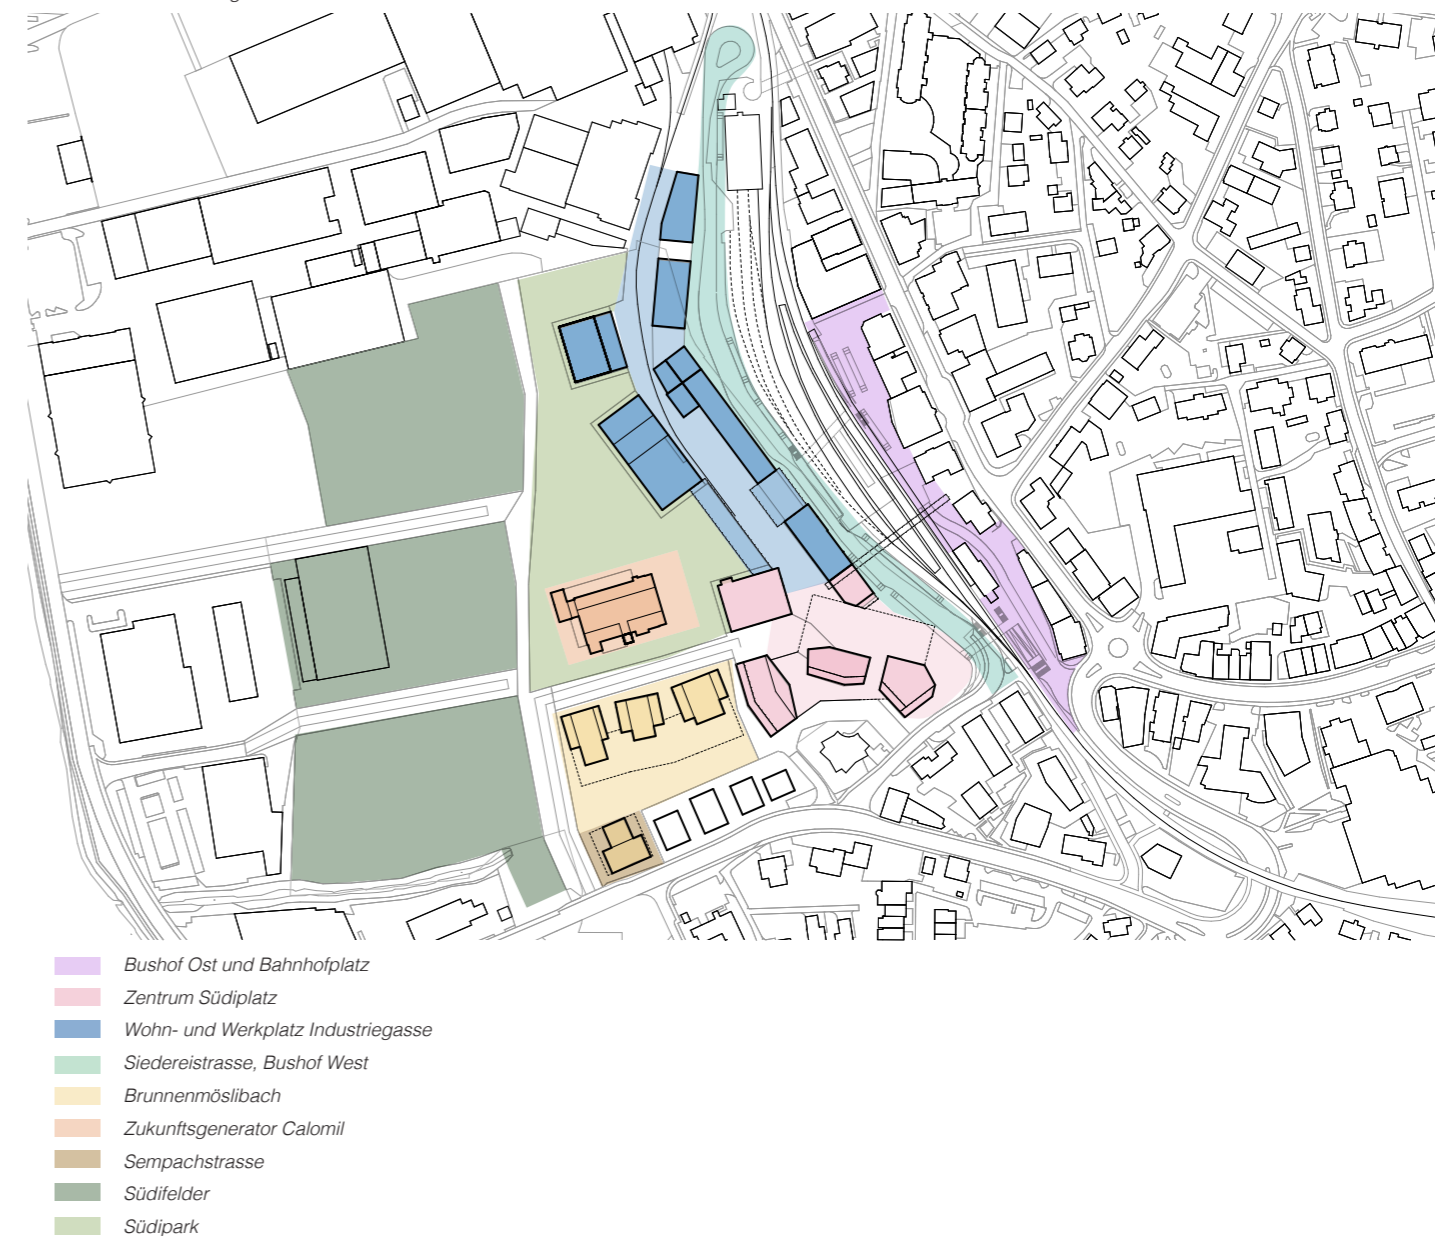 Bushof Ost und Bahnhofplatz
Zentrum Südiplatz
Wohn- und Werkplatz Industriegasse
Siedereistrasse, Bushof West
Brunnenmöslibach
Zukunftsgenerator Calomil
Sempachstrasse
Südifelder
Südipark